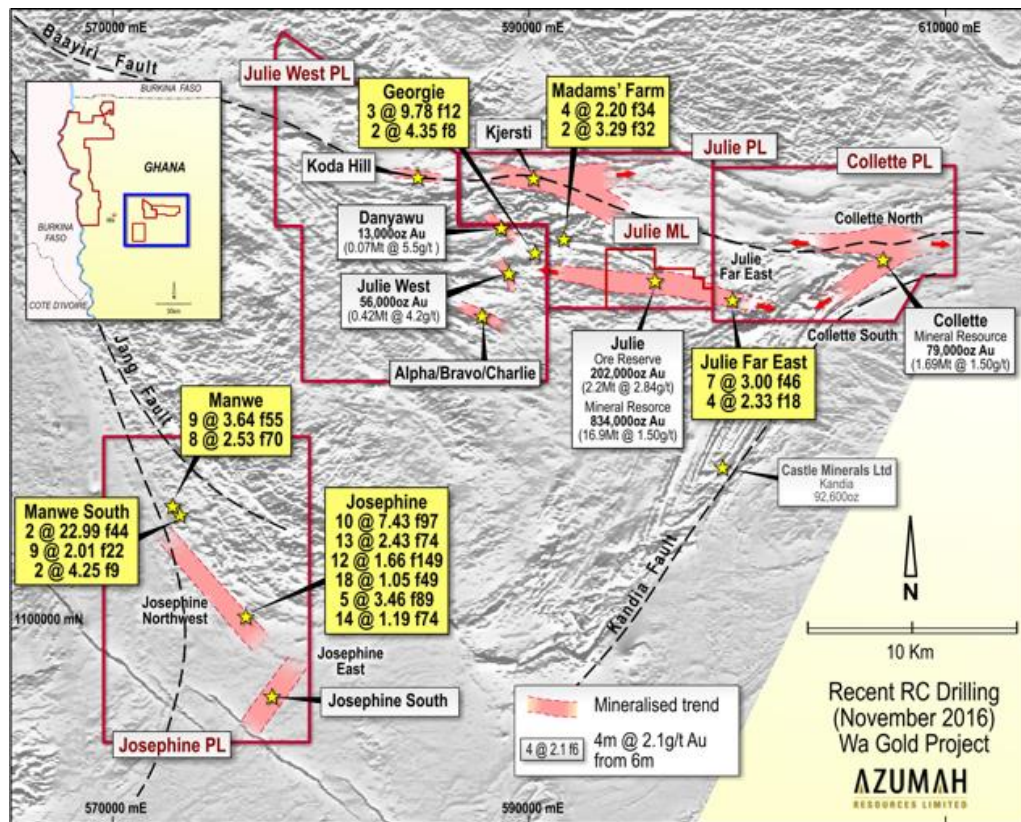 570000 mE
590000 mE
610000 mE
Baayiri Fault
BURKINA FASO
BURKINA FASO
GHANA
BURKINA FASO
COTE D'IVOIRE
Julie West PL
Georgie
3 @ 9.78 f12
2 @ 4.35 f8
Madams' Farm
4 @ 2.20 f34
2 @ 3.29 f32
Kjersti
Koda Hill
Julie PL
Collette PL
Danyawu
13,000oz Au
(0.07Mt @ 5.5g/t )
Julie ML
Collette North
Julie West
56,000oz Au
(0.42Mt @ 4.2g/t)
Julie
Far East
Collette South
Alpha/Bravo/Charlie
Julie
Ore Reserve
202,000oz Au
(2.2Mt @ 2.84g/t)
Mineral Resorce
834,000oz Au
(16.9Mt @ 1.50g/t)
Julie Far East
7 @ 3.00 f46
4 @ 2.33 f18
Collette
Mineral Resource
79,000oz Au
(1.69Mt @ 1.50g/t)
Jang Fault
Manwe
9 @ 3.64 f55
8 @ 2.53 f70
Castle Minerals Ltd
Kandia
92,600oz
Manwe South
2 @ 22.99 f44
9 @ 2.01 f22
2 @ 4.25 f9
Josephine
10 @ 7.43 f97
13 @ 2.43 f74
12 @ 1.66 f149
18 @ 1.05 f49
5 @ 3.46 f89
14 @ 1.19 f74
Kandia Fault
N
Josephine
Northwest
1100000 mN
Josephine
East
10 Km
Josephine South
Josephine PL
Mineralised trend
4 @ 2.1 f6
4m @ 2.1g/t Au
from 6m
Recent RC Drilling
(November 2016)
Wa Gold Project
AZUMAH
RESOURCES LIMITED
570000 mE
590000 mE